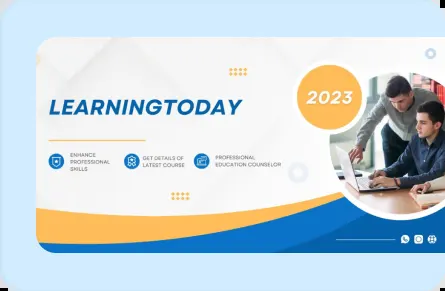 LEARNINGTODAY
2023
ENHANCE
PROFESSIONAL
SKILLS
GET DETAILS OF
LATEST COURSE
PROFESSIONAL
EDUCATION COUNSELOR